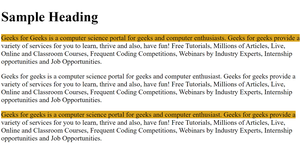 Sample Heading
Geeks for Geeks is a computer science portal for geeks and computer enthusiasts. Geeks for geeks provide a
variety of services for you to learn, thrive and also, have fun! Free Tutorials, Millions of Articles, Live,
Online and Classroom Courses, Frequent Coding Competitions, Webinars by Industry Experts, Internship
opportunities and Job Opportunities.
Geeks for geeks is a computer science portal for geeks and computer enthusiast. Geeks for geeks provide a
variety of services for you to learn, thrive and also, have fun! Free Tutorials, Millions of Articles, Live,
Online and Classroom Courses, Frequent Coding Competitions, Webinars by Industry Experts, Internship
opportunities and Job Opportunities.
Geeks for geeks is a computer science portal for geeks and computer enthusiast. Geeks for geeks provide a
variety of services for you to learn, thrive and also, have fun! Free Tutorials, Millions of Articles, Live,
Online and Classroom Courses, Frequent Coding Competitions, Webinars by Industry Experts, Internship
opportunities and Job Opportunities.